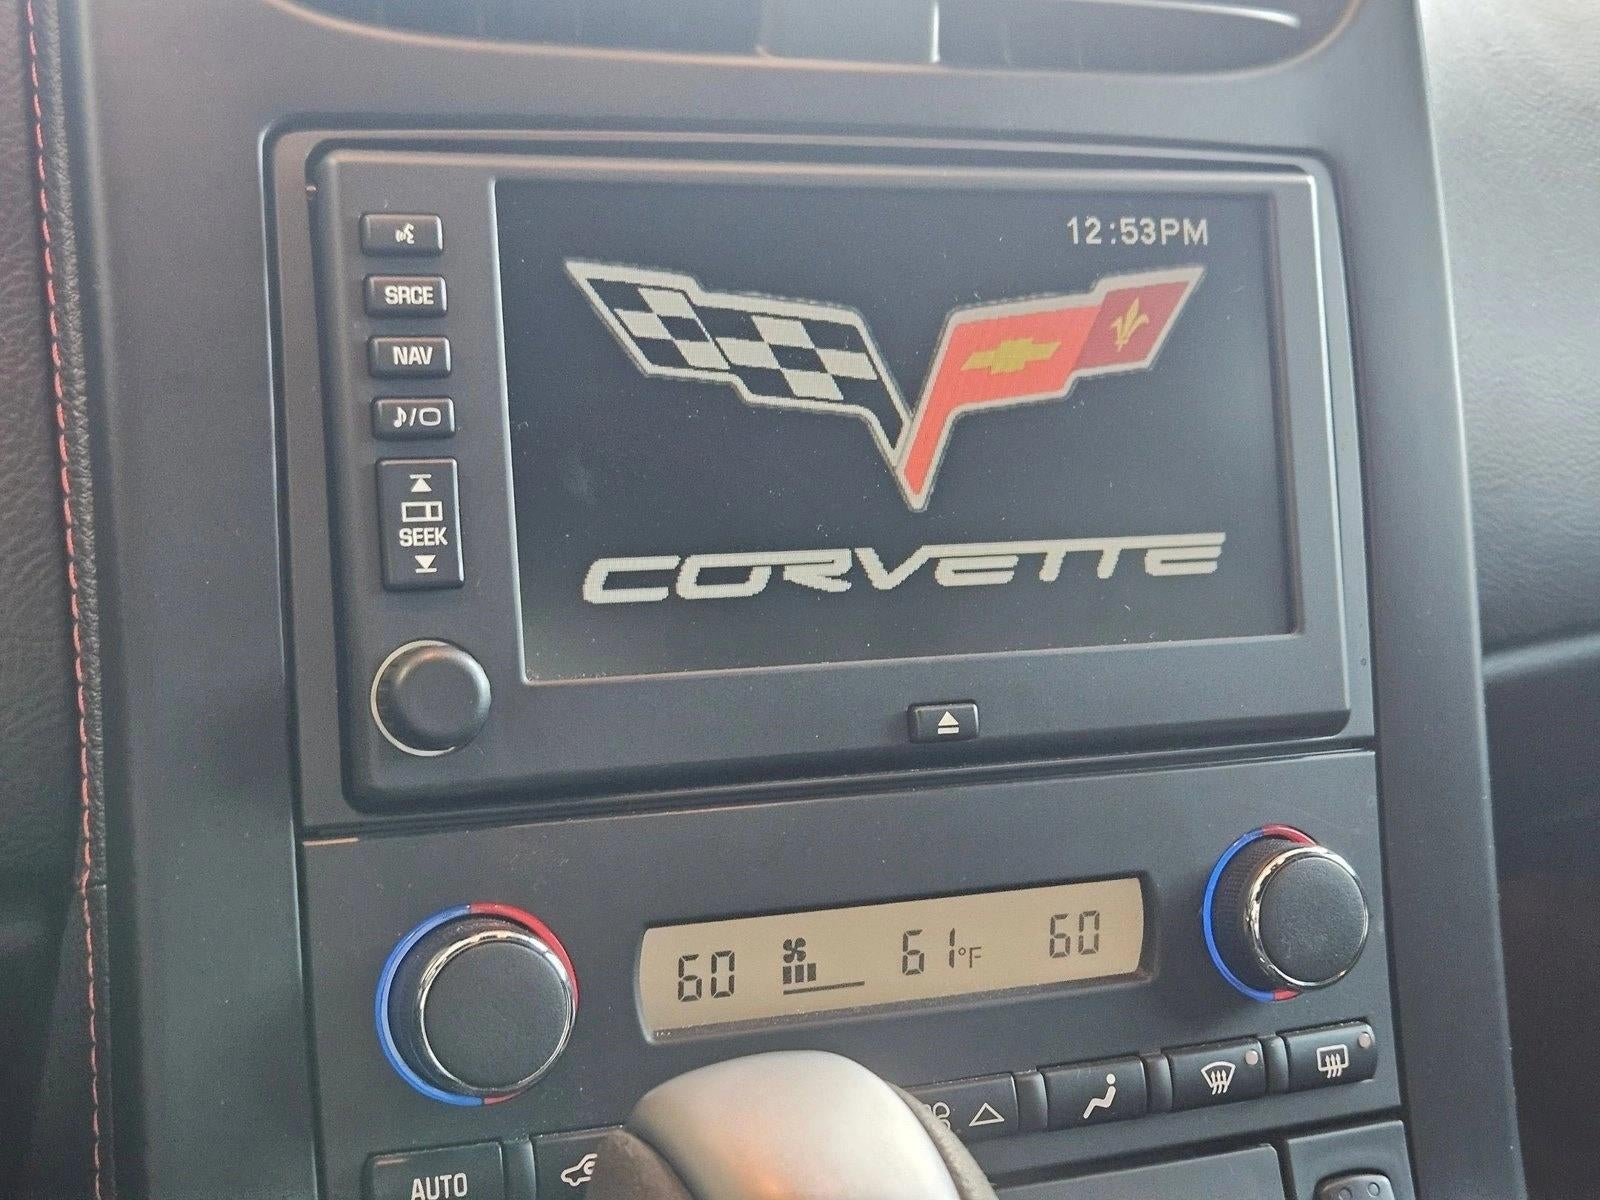 12:53PM
SRCE
NAV
SEEK
CORVETTE
60 61°F 60
AUTO